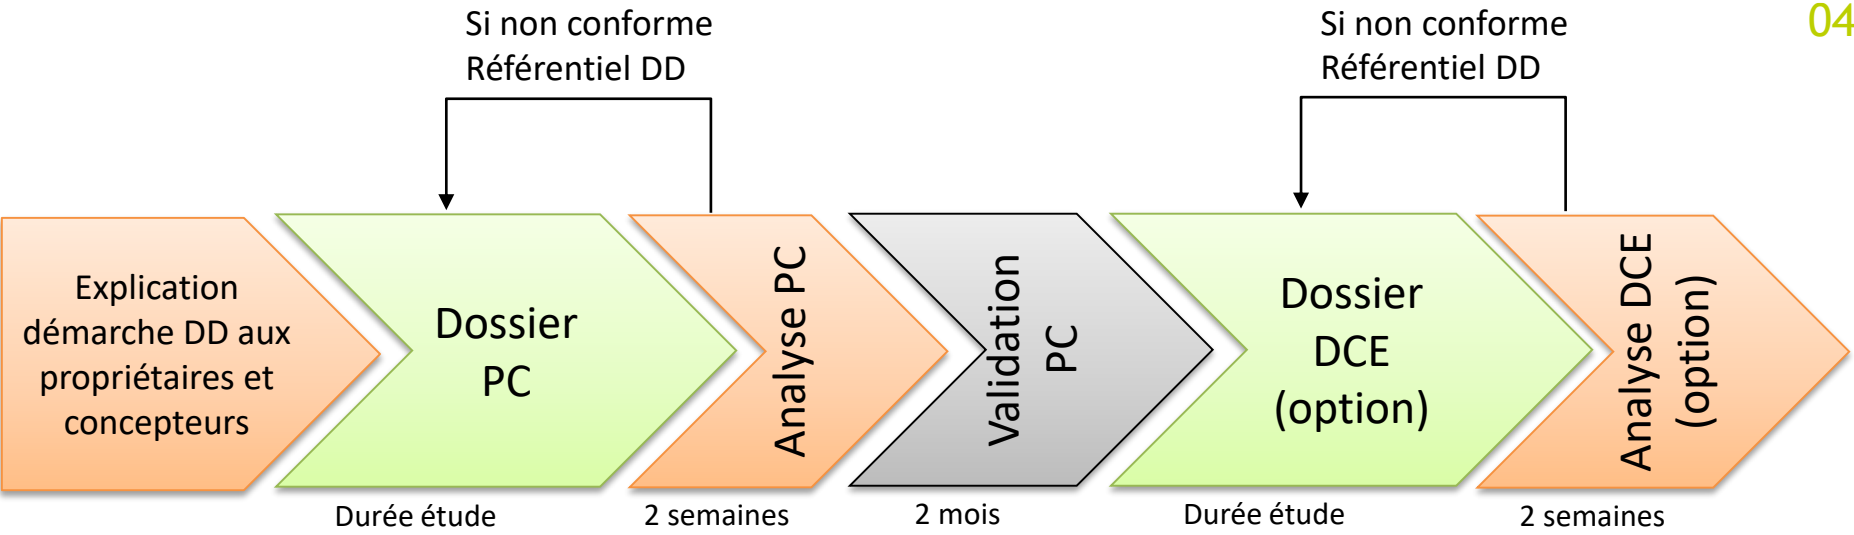 Si non conforme
Référentiel DD
Si non conforme
Référentiel DD
04
Explication
démarche DD aux
propriétaires et
concepteurs
Dossier
PC
Analyse PC
Validation
PC
Dossier
DCE
(option)
Analyse DCE
(option)
Durée étude
2 semaines
2 mois
Durée étude
2 semaines